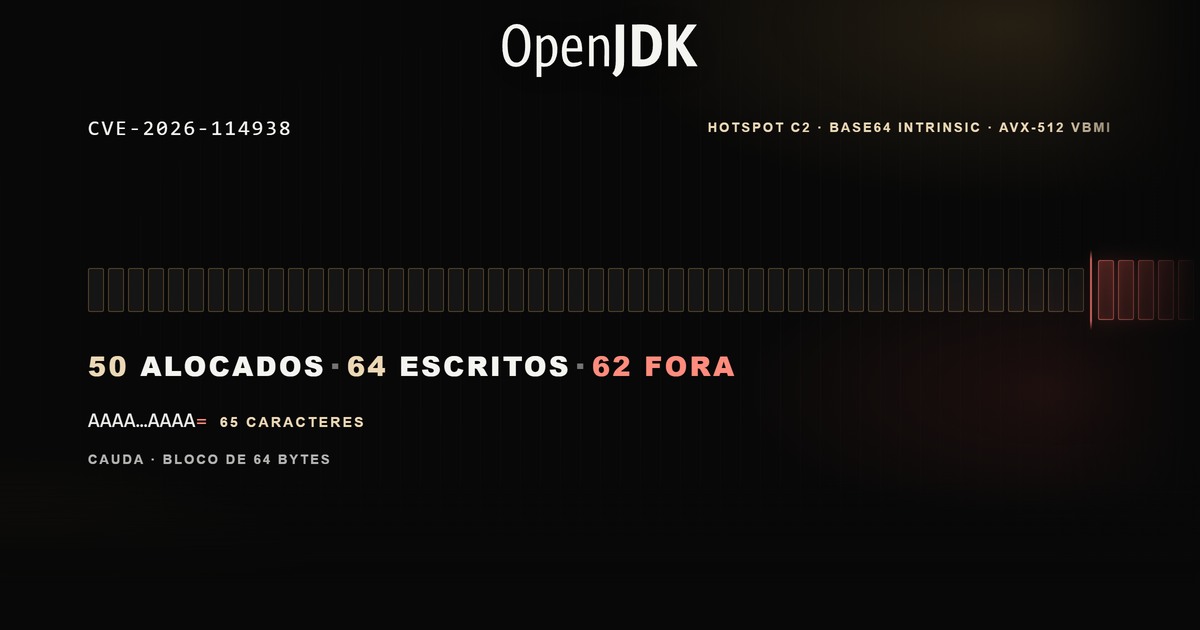 OpenJDK
CVE-2026-114938
HOTSPOT C2 · BASE64 INTRINSIC · AVX-512 VBMI
50 ALOCADOS · 64 ESCRITOS · 62 FORA
AAAA…AAAA= 65 CARACTERES
CAUDA · BLOCO DE 64 BYTES